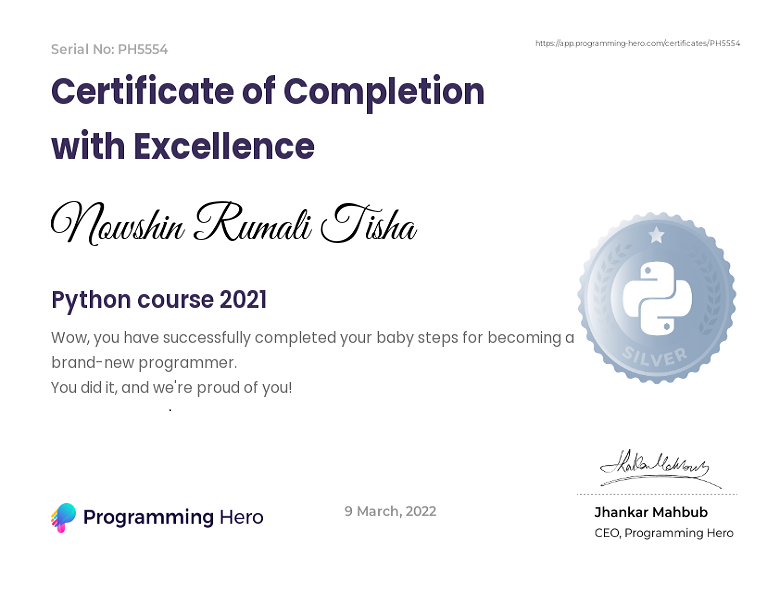 Serial No: PH5554
https://app.programming-hero.com/certificates/PH5554
Certificate of Completion
with Excellence
Nowshin Rumali Tisha
Python course 2021
Wow, you have successfully completed your baby steps for becoming a
brand-new programmer.
You did it, and we're proud of you!
SILVER
Programming Hero
9 March, 2022
Jhankar Mahbub
CEO, Programming Hero